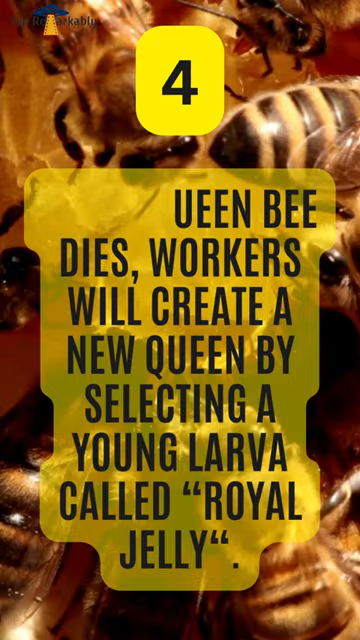 4
UEEN BEE
DIES, WORKERS
WILL CREATE A
NEW QUEEN BY
SELECTING A
YOUNG LARVA
CALLED “ROYAL
JELLY“.